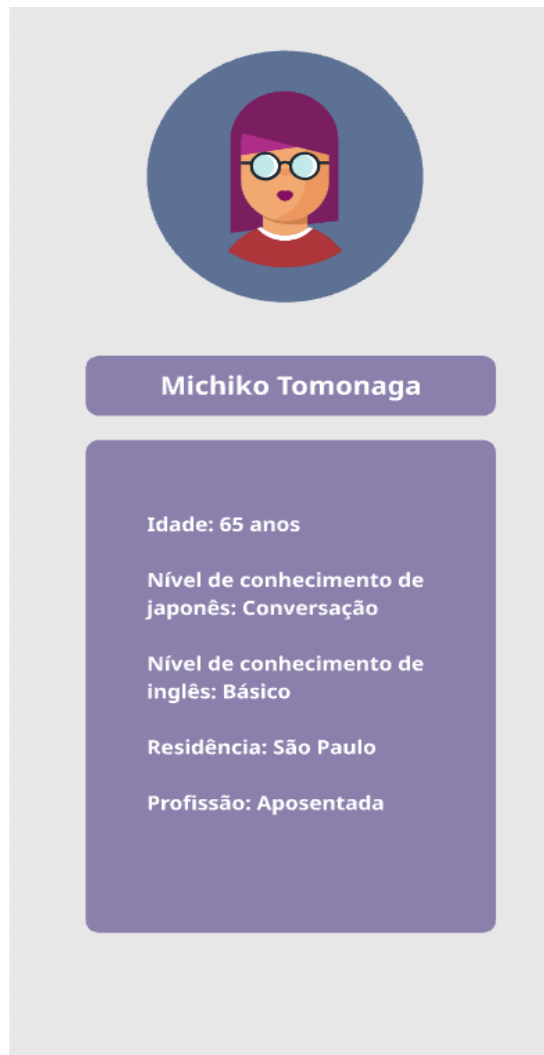 Michiko Tomonaga
Idade: 65 anos
Nível de conhecimento de
japonês: Conversação
Nível de conhecimento de
inglês: Básico
Residência: São Paulo
Profissão: Aposentada